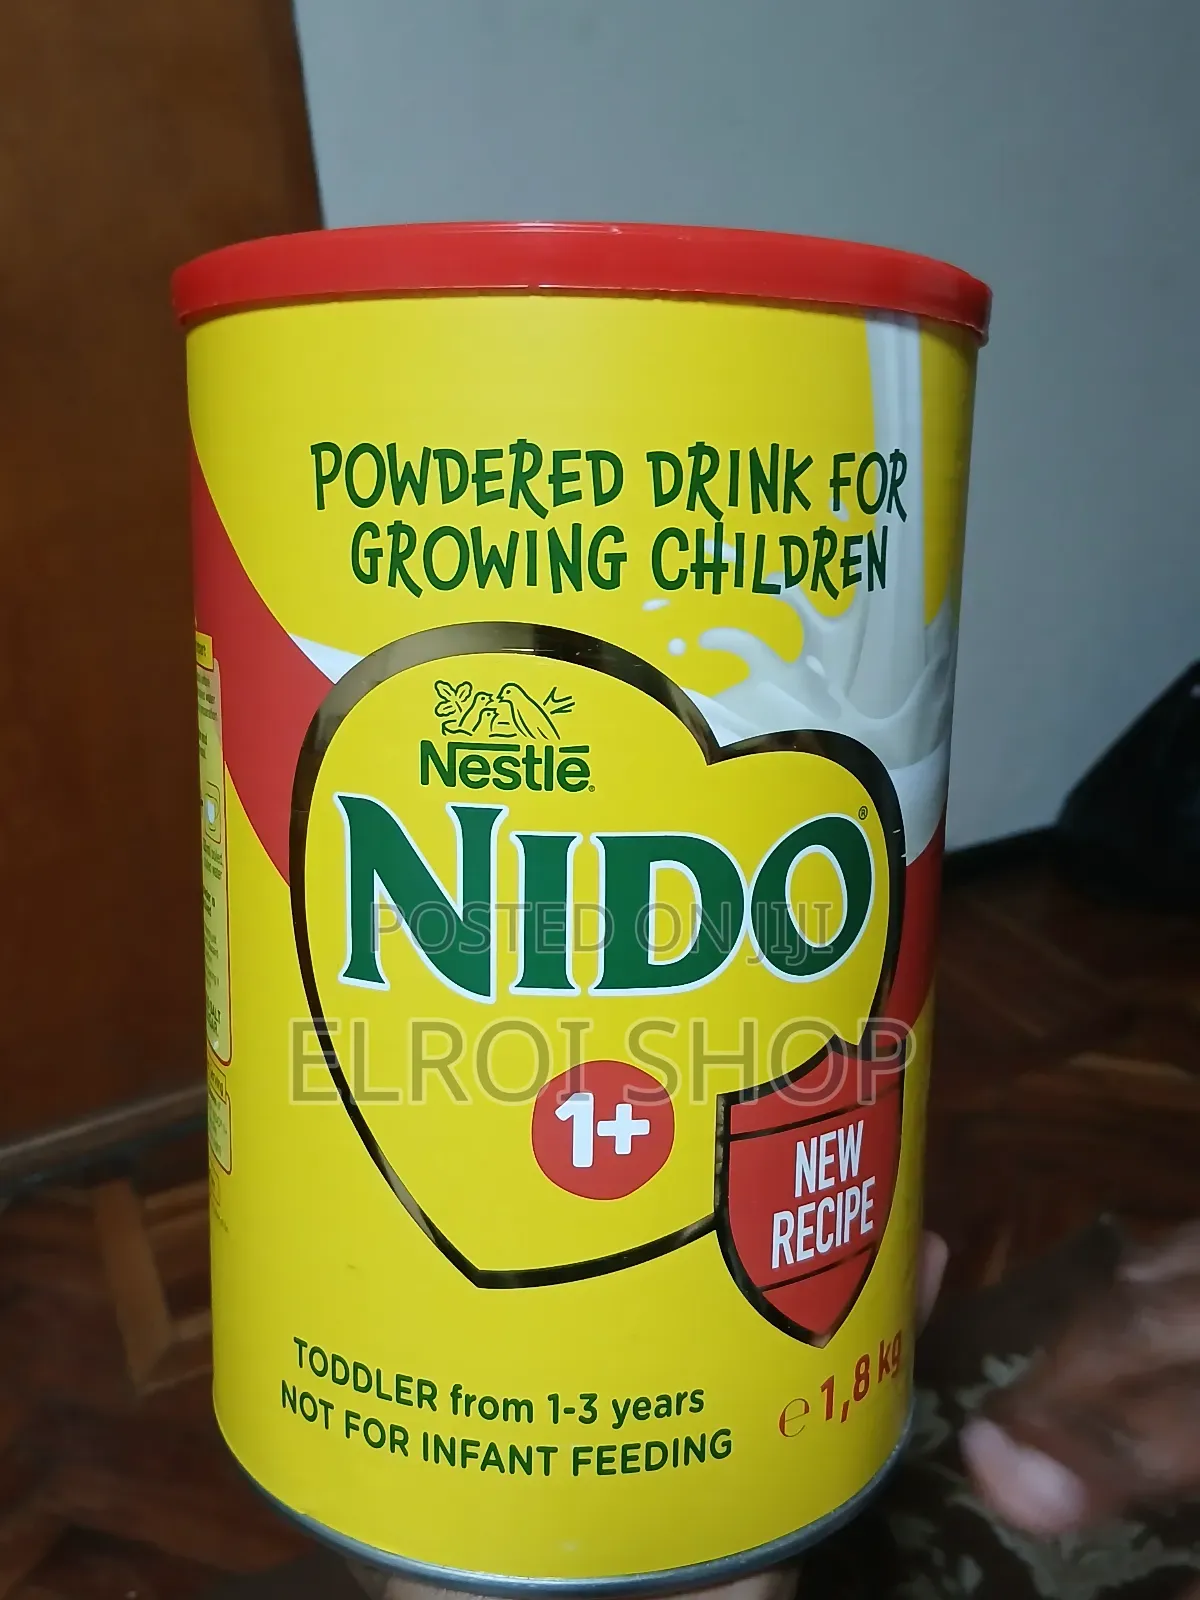 POWDERED DRINK FOR
GROWING CHILDREN
Nestlé
NIDO®
POSTED ON JIJI
ELROI SHOP
1+
NEW
RECIPE
TODDLER from 1-3 years
NOT FOR INFANT FEEDING
e 1,8 kg